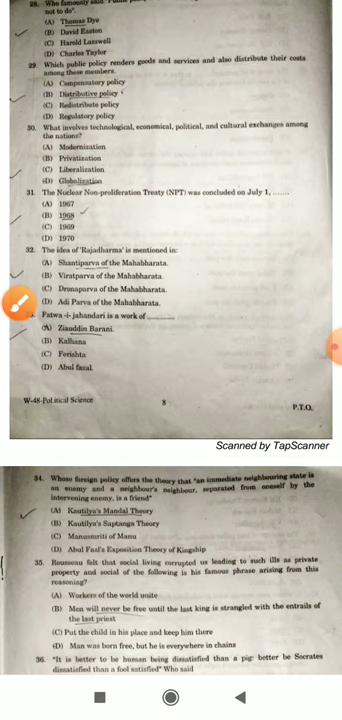 28. Who famously said "Public
not to do".
(A) Thomas Dye
(B) David Easton
(C) Harold Lasswell
(D) Charles Taylor
29. Which public policy renders goods and services and also distribute their costs
among these members.
(A) Compensatory policy
(B) Distributive policy
(C) Redistribute policy
(D) Regulatory policy
30. What involves technological, economical, political, and cultural exchanges among
the nations?
(A) Modernisation
(B) Privatization
(C) Liberalization
(D) Globalization
31. The Nuclear Non-proliferation Treaty (NPT) was concluded on July 1, .......
(A) 1967
(B) 1968
(C) 1969
(D) 1970
32. The idea of 'Rajadharma' is mentioned in:
(A) Shantiparva of the Mahabharata.
(B) Viratparva of the Mahabharata.
(C) Dronaparva of the Mahabharata.
(D) Adi Parva of the Mahabharata.
Fatwa-i-jahandari is a work of ............
(A) Ziauddin Barani.
(B) Kalhana
(C) Ferishta
(D) Abul fazal.
W-48-Political Science 8 P.T.O.
Scanned by TapScanner
34. Whose foreign policy offers the theory that "an immediate neighbouring state is
an enemy and a neighbour's neighbour, separated from oneself by the
intervening enemy, is a friend"
(A) Kautilya's Mandal Theory
(B) Kautilya's Saptanga Theory
(C) Manusmriti of Manu
(D) Abul Fazl's Exposition Theory of Kingship
35. Rousseau felt that social living corrupted us leading to such ills as private
property and social of the following is his famous phrase arising from this
reasoning?
(A) Workers of the world unite
(B) Men will never be free until the last king is strangled with the entrails of
the last priest
(C) Put the child in his place and keep him there
(D) Man was born free, but he is everywhere in chains
36. "It is better to be human being dissatisfied than a pig: better be Socrates
dissatisfied than a fool satisfied" Who said